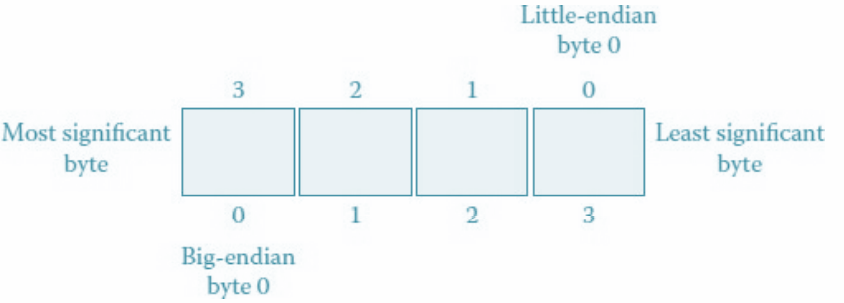 Little-endian
byte 0
3 2 1 0
Most significant
byte
Least significant
byte
0 1 2 3
Big-endian
byte 0